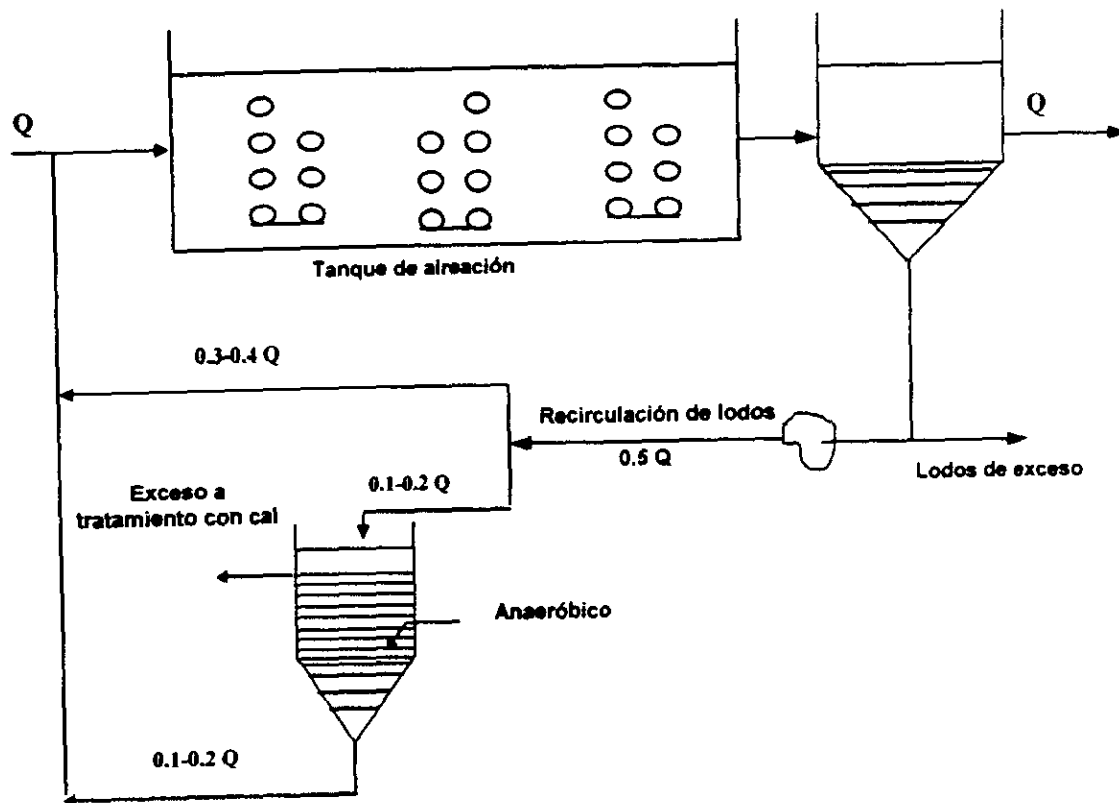 Q
Q
Tanque de aireación
0.3-0.4 Q
Recirculación de lodos
0.5 Q
Lodos de exceso
0.1-0.2 Q
Exceso a
tratamiento con cal
Anaeróbico
0.1-0.2 Q